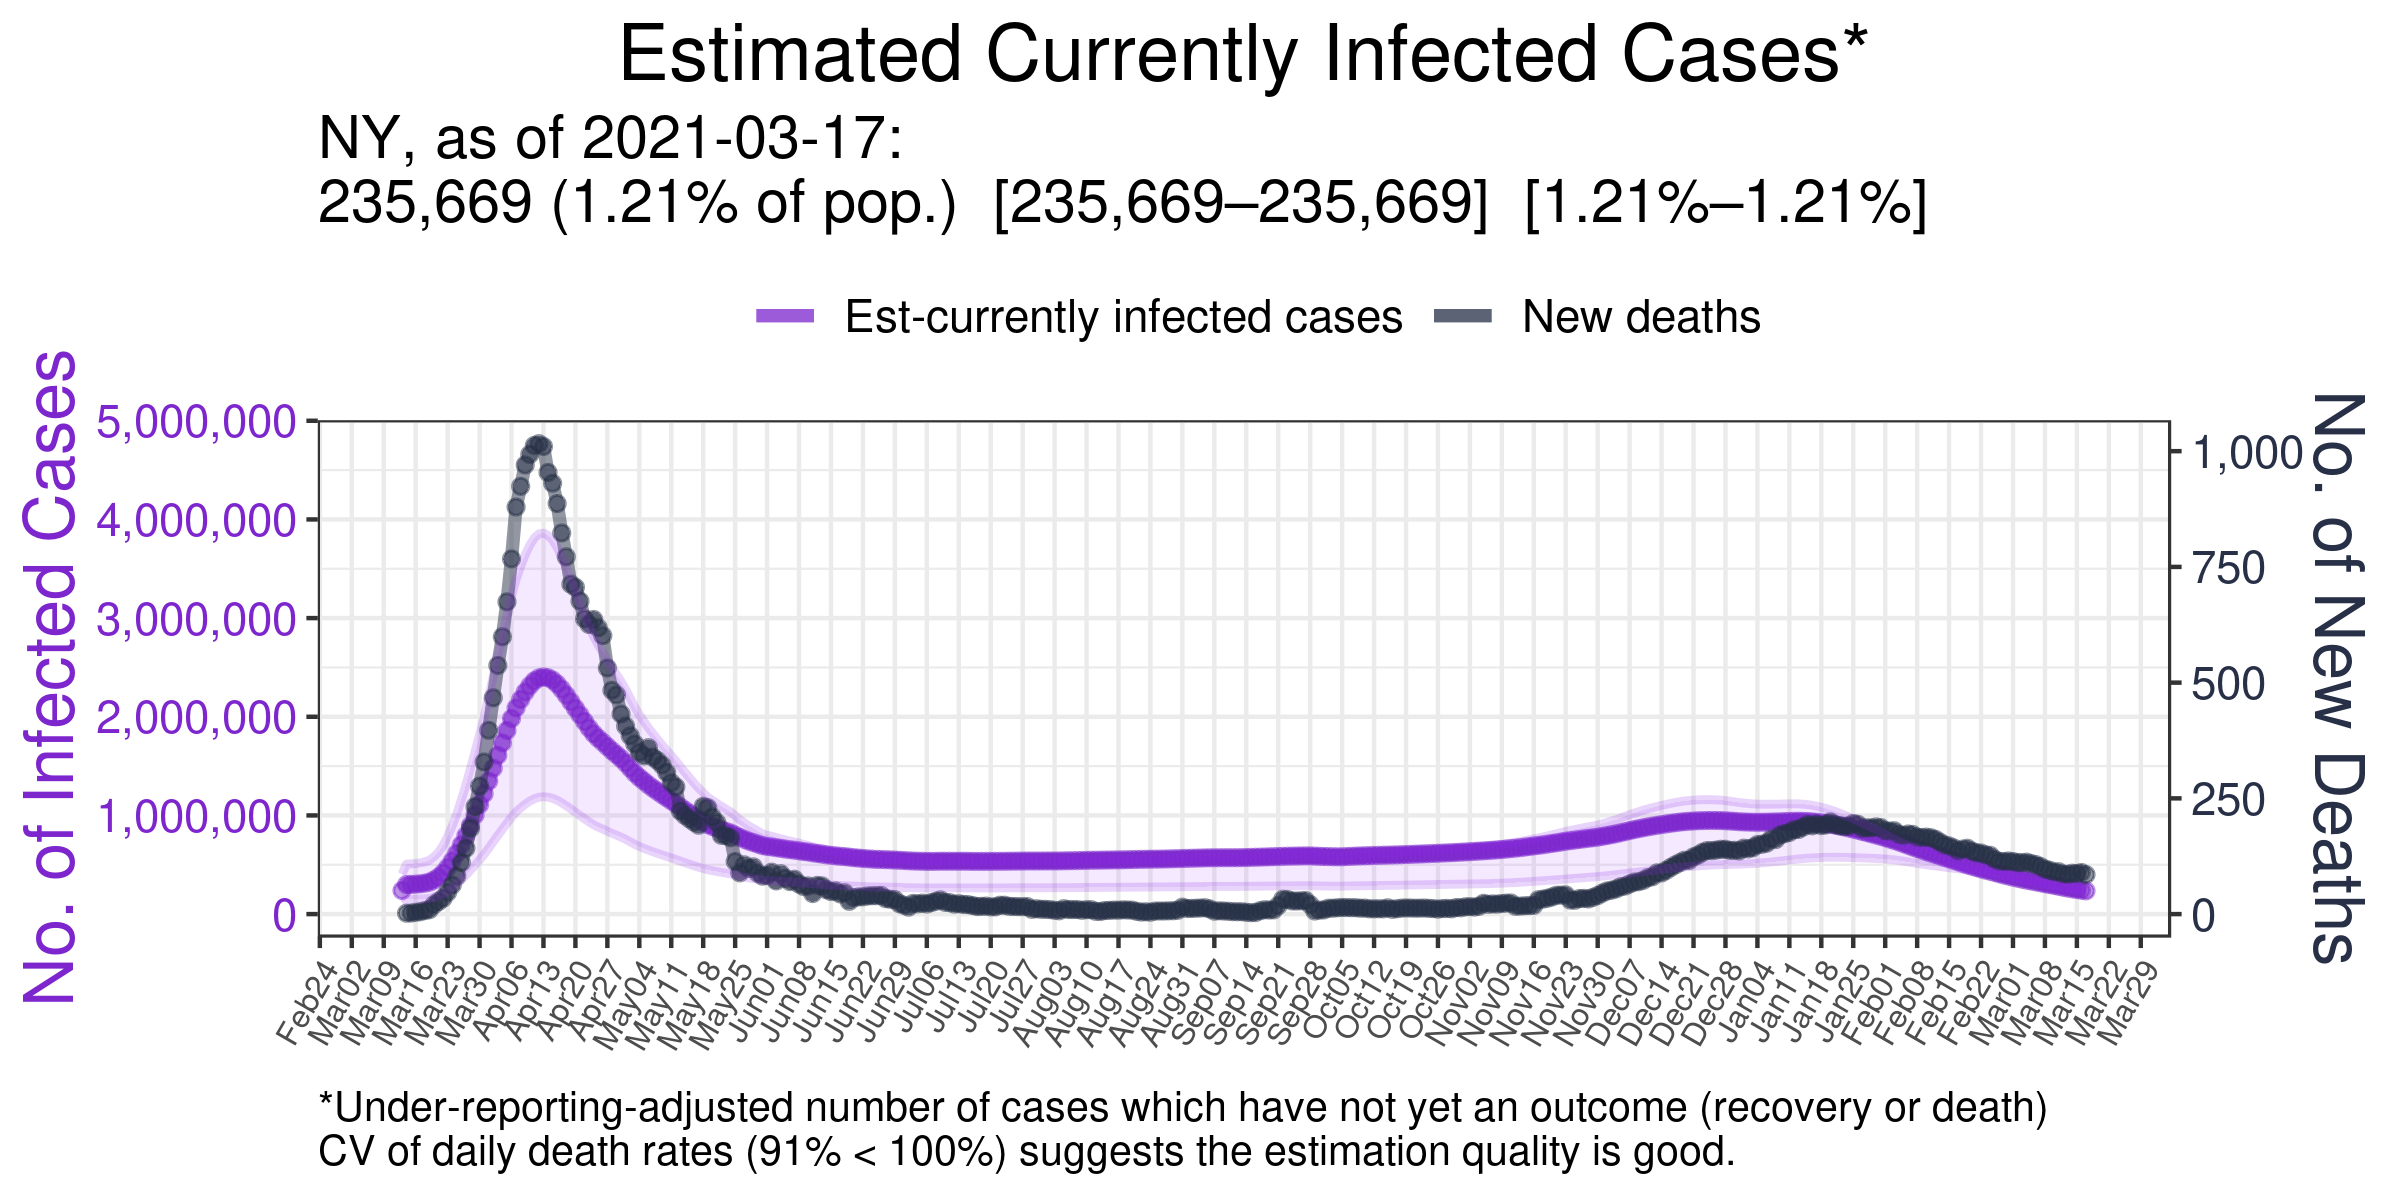 Estimated Currently Infected Cases*
NY, as of 2021-03-17:
235,669 (1.21% of pop.) [235,669–235,669] [1.21%–1.21%]
Est-currently infected cases
New deaths
No. of Infected Cases
5,000,000
4,000,000
3,000,000
2,000,000
1,000,000
0
1,000
750
500
250
0
No. of New Deaths
Feb24
Mar02
Mar09
Mar16
Mar23
Mar30
Apr06
Apr13
Apr20
Apr27
May04
May11
May18
May25
Jun01
Jun08
Jun15
Jun22
Jun29
Jul06
Jul13
Jul20
Jul27
Aug03
Aug10
Aug17
Aug24
Aug31
Sep07
Sep14
Sep21
Sep28
Oct05
Oct12
Oct19
Oct26
Nov02
Nov09
Nov16
Nov23
Nov30
Dec07
Dec14
Dec21
Dec28
Jan04
Jan11
Jan18
Jan25
Feb01
Feb08
Feb15
Feb22
Mar01
Mar08
Mar15
Mar22
Mar29
*Under-reporting-adjusted number of cases which have not yet an outcome (recovery or death)
CV of daily death rates (91% < 100%) suggests the estimation quality is good.